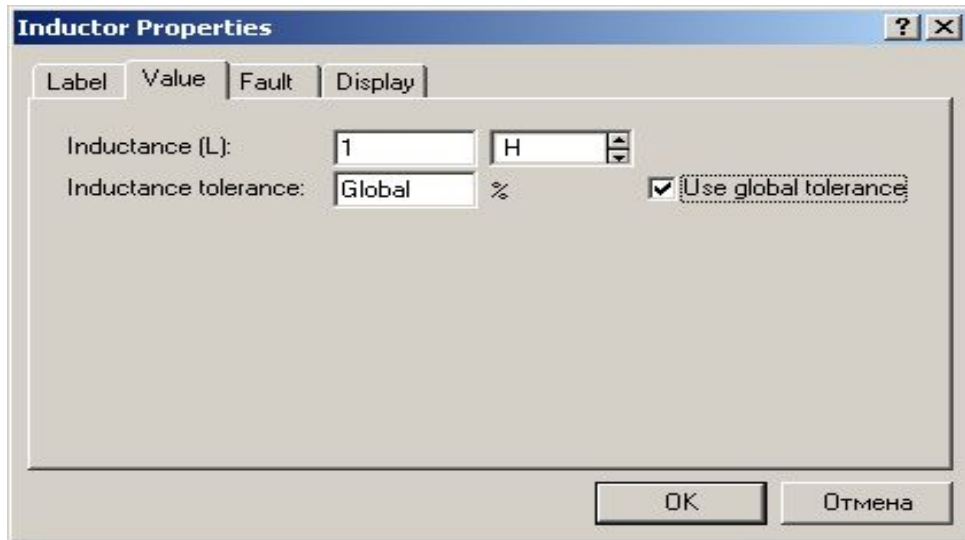 Inductor Properties
Label Value Fault Display
Inductance (L): 1 H
Inductance tolerance: Global % Use global tolerance
OK Отмена